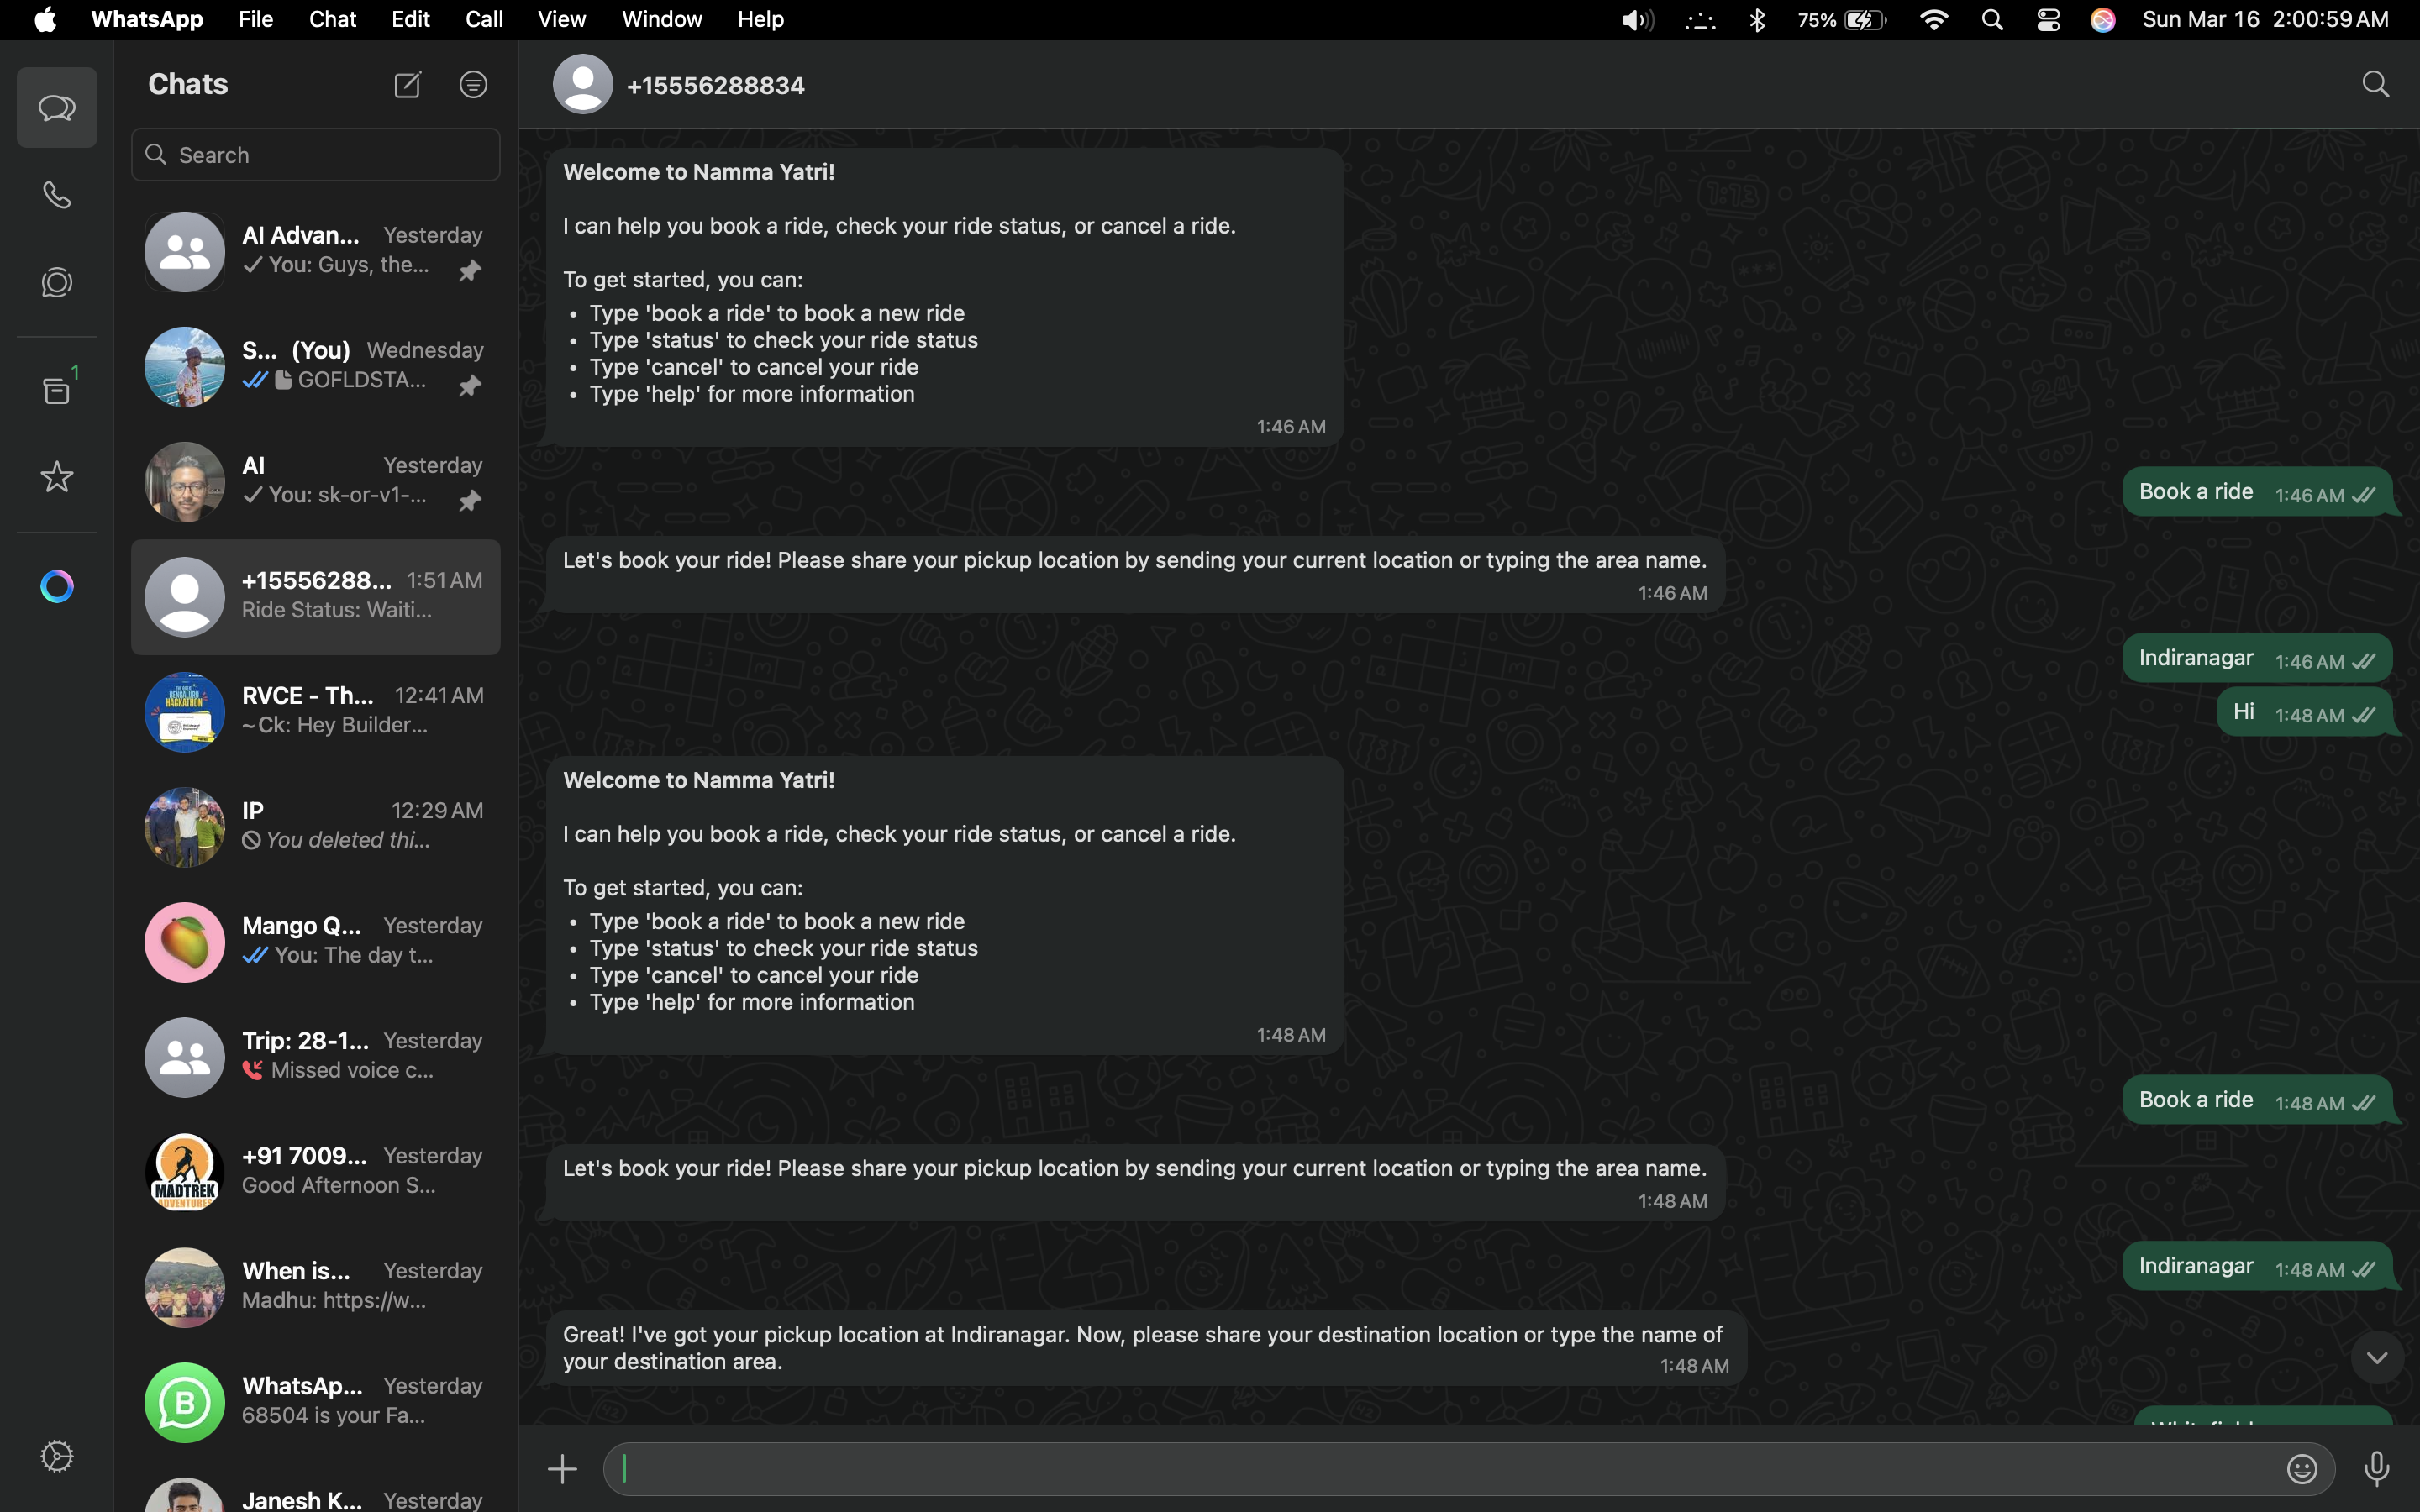 WhatsApp File Chat Edit Call View Window Help 75% Sun Mar 16 2:00:59 AM
Chats
Search
AI Advan... Yesterday
You: Guys, the...
S... (You) Wednesday
GOFLDSTA...
AI Yesterday
You: sk-or-v1-...
+15556288... 1:51 AM
Ride Status: Waiti...
RVCE - Th... 12:41 AM
~ Ck: Hey Builder...
IP 12:29 AM
You deleted thi...
Mango Q... Yesterday
You: The day t...
Trip: 28-1... Yesterday
Missed voice c...
+91 7009... Yesterday
Good Afternoon S...
MADTREK
ADVENTURES
When is... Yesterday
Madhu: https://w...
WhatsAp... Yesterday
68504 is your Fa...
Janesh K... Yesterday
1
+15556288834
Welcome to Namma Yatri!
I can help you book a ride, check your ride status, or cancel a ride.
To get started, you can:
• Type 'book a ride' to book a new ride
• Type 'status' to check your ride status
• Type 'cancel' to cancel your ride
• Type 'help' for more information
1:46 AM
Book a ride 1:46 AM
Let's book your ride! Please share your pickup location by sending your current location or typing the area name.
1:46 AM
Indiranagar 1:46 AM
Hi 1:48 AM
Welcome to Namma Yatri!
I can help you book a ride, check your ride status, or cancel a ride.
To get started, you can:
• Type 'book a ride' to book a new ride
• Type 'status' to check your ride status
• Type 'cancel' to cancel your ride
• Type 'help' for more information
1:48 AM
Book a ride 1:48 AM
Let's book your ride! Please share your pickup location by sending your current location or typing the area name.
1:48 AM
Indiranagar 1:48 AM
Great! I've got your pickup location at Indiranagar. Now, please share your destination location or type the name of
your destination area.
1:48 AM